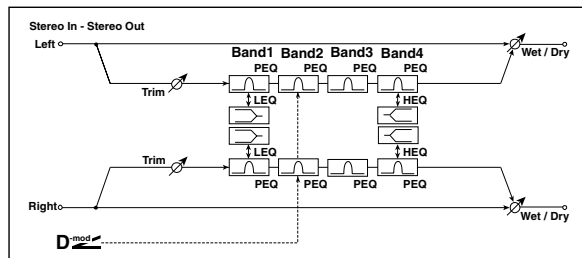 Stereo In - Stereo Out
Left
Band1 Band2 Band3 Band4
Wet / Dry
PEQ PEQ PEQ PEQ
Trim
LEQ HEQ
LEQ HEQ
Trim
PEQ PEQ PEQ PEQ
Right
Wet / Dry
D-mod